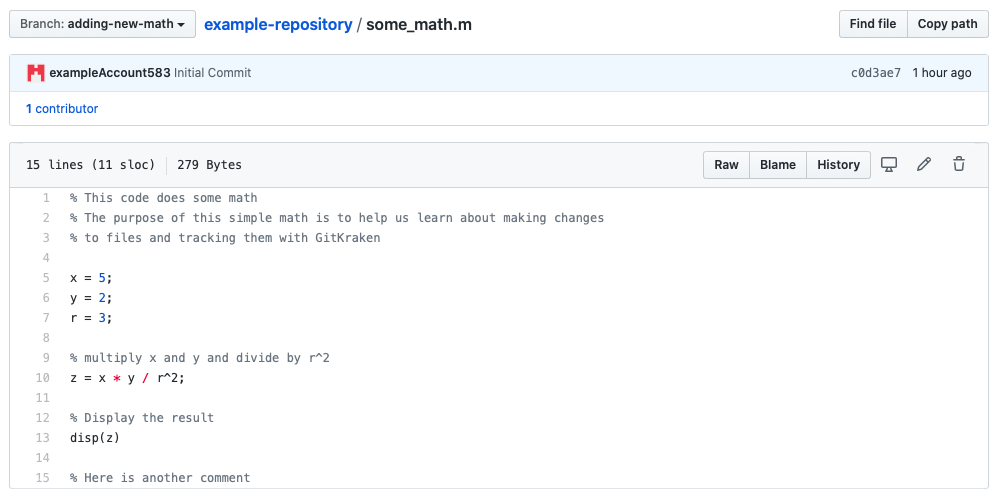 Branch: adding-new-math example-repository / some_math.m Find file Copy path
exampleAccount583 Initial Commit c0d3ae7 1 hour ago
1 contributor
15 lines (11 sloc) 279 Bytes Raw Blame History
1 % This code does some math
2 % The purpose of this simple math is to help us learn about making changes
3 % to files and tracking them with GitKraken
4
5 x = 5;
6 y = 2;
7 r = 3;
8
9 % multiply x and y and divide by r^2
10 z = x * y / r^2;
11
12 % Display the result
13 disp(z)
14
15 % Here is another comment